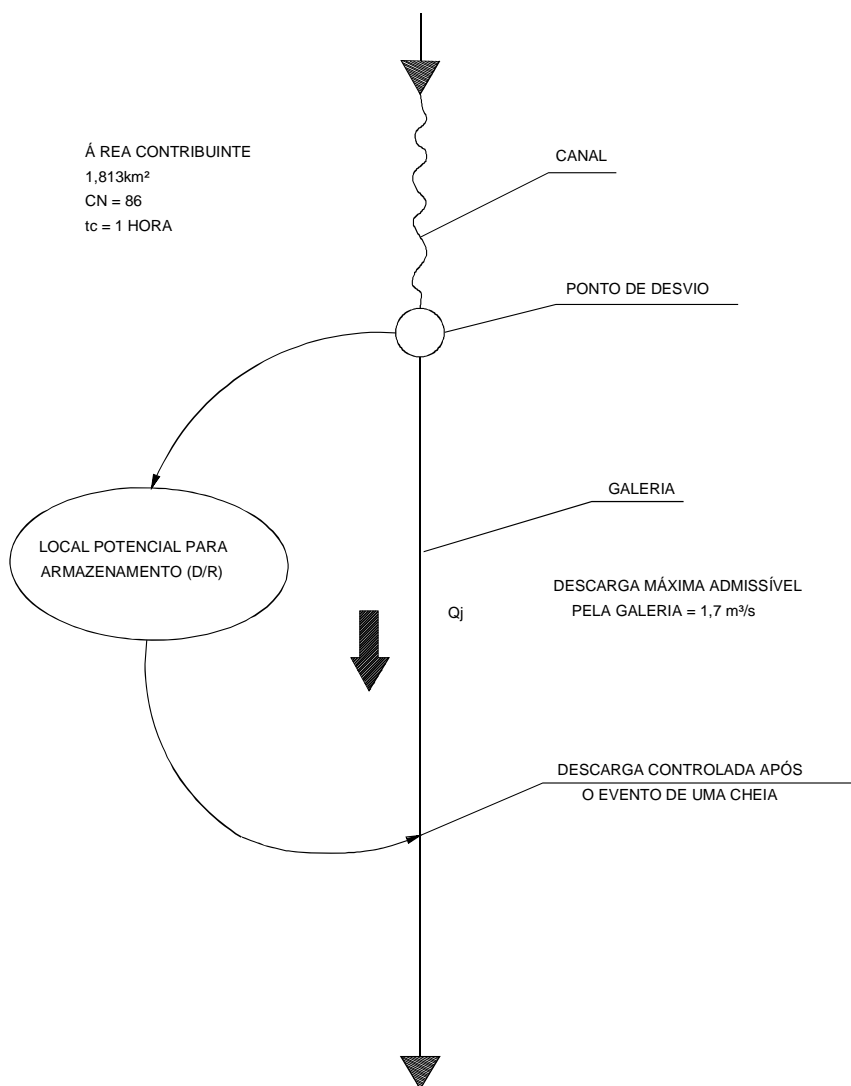 Á REA CONTRIBUINTE
1,813km²
CN = 86
tc = 1 HORA
CANAL
PONTO DE DESVIO
GALERIA
LOCAL POTENCIAL PARA
ARMAZENAMENTO (D/R)
DESCARGA MÁXIMA ADMISSÍVEL
PELA GALERIA = 1,7 m³/s
Qj
DESCARGA CONTROLADA APÓS
O EVENTO DE UMA CHEIA